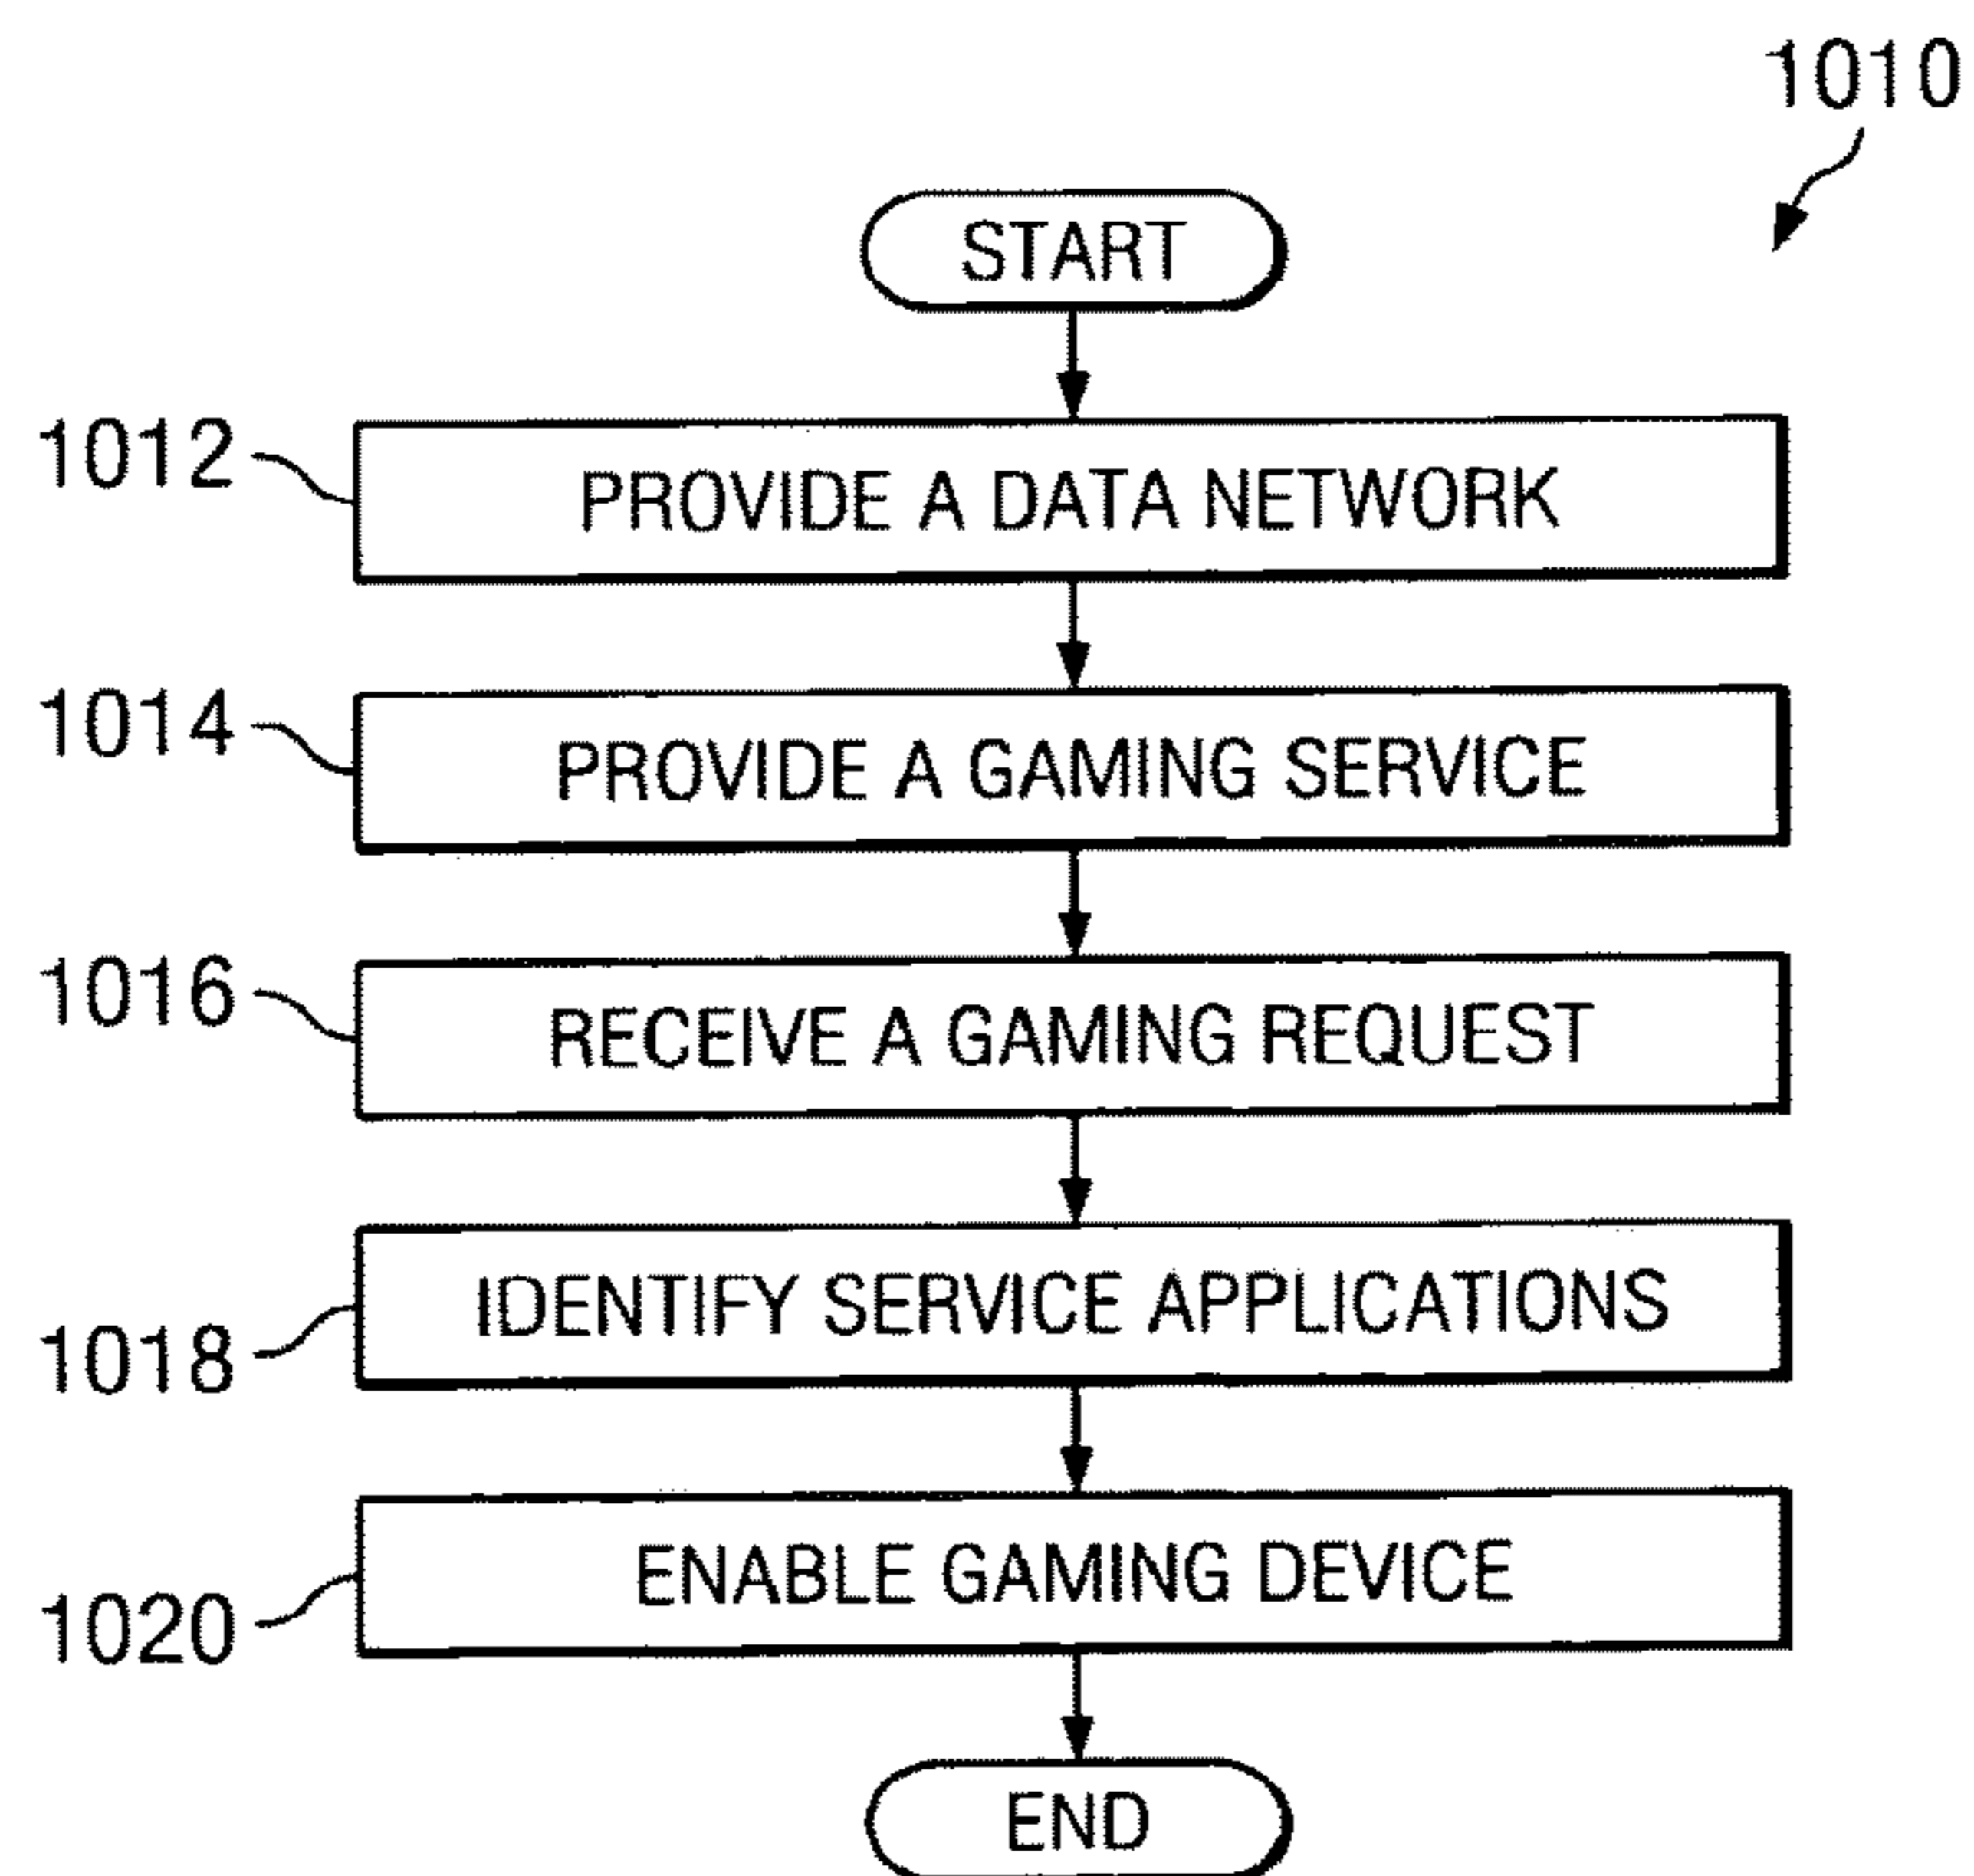 1010
START
1012
PROVIDE A DATA NETWORK
1014
PROVIDE A GAMING SERVICE
1016
RECEIVE A GAMING REQUEST
1018
IDENTIFY SERVICE APPLICATIONS
1020
ENABLE GAMING DEVICE
END